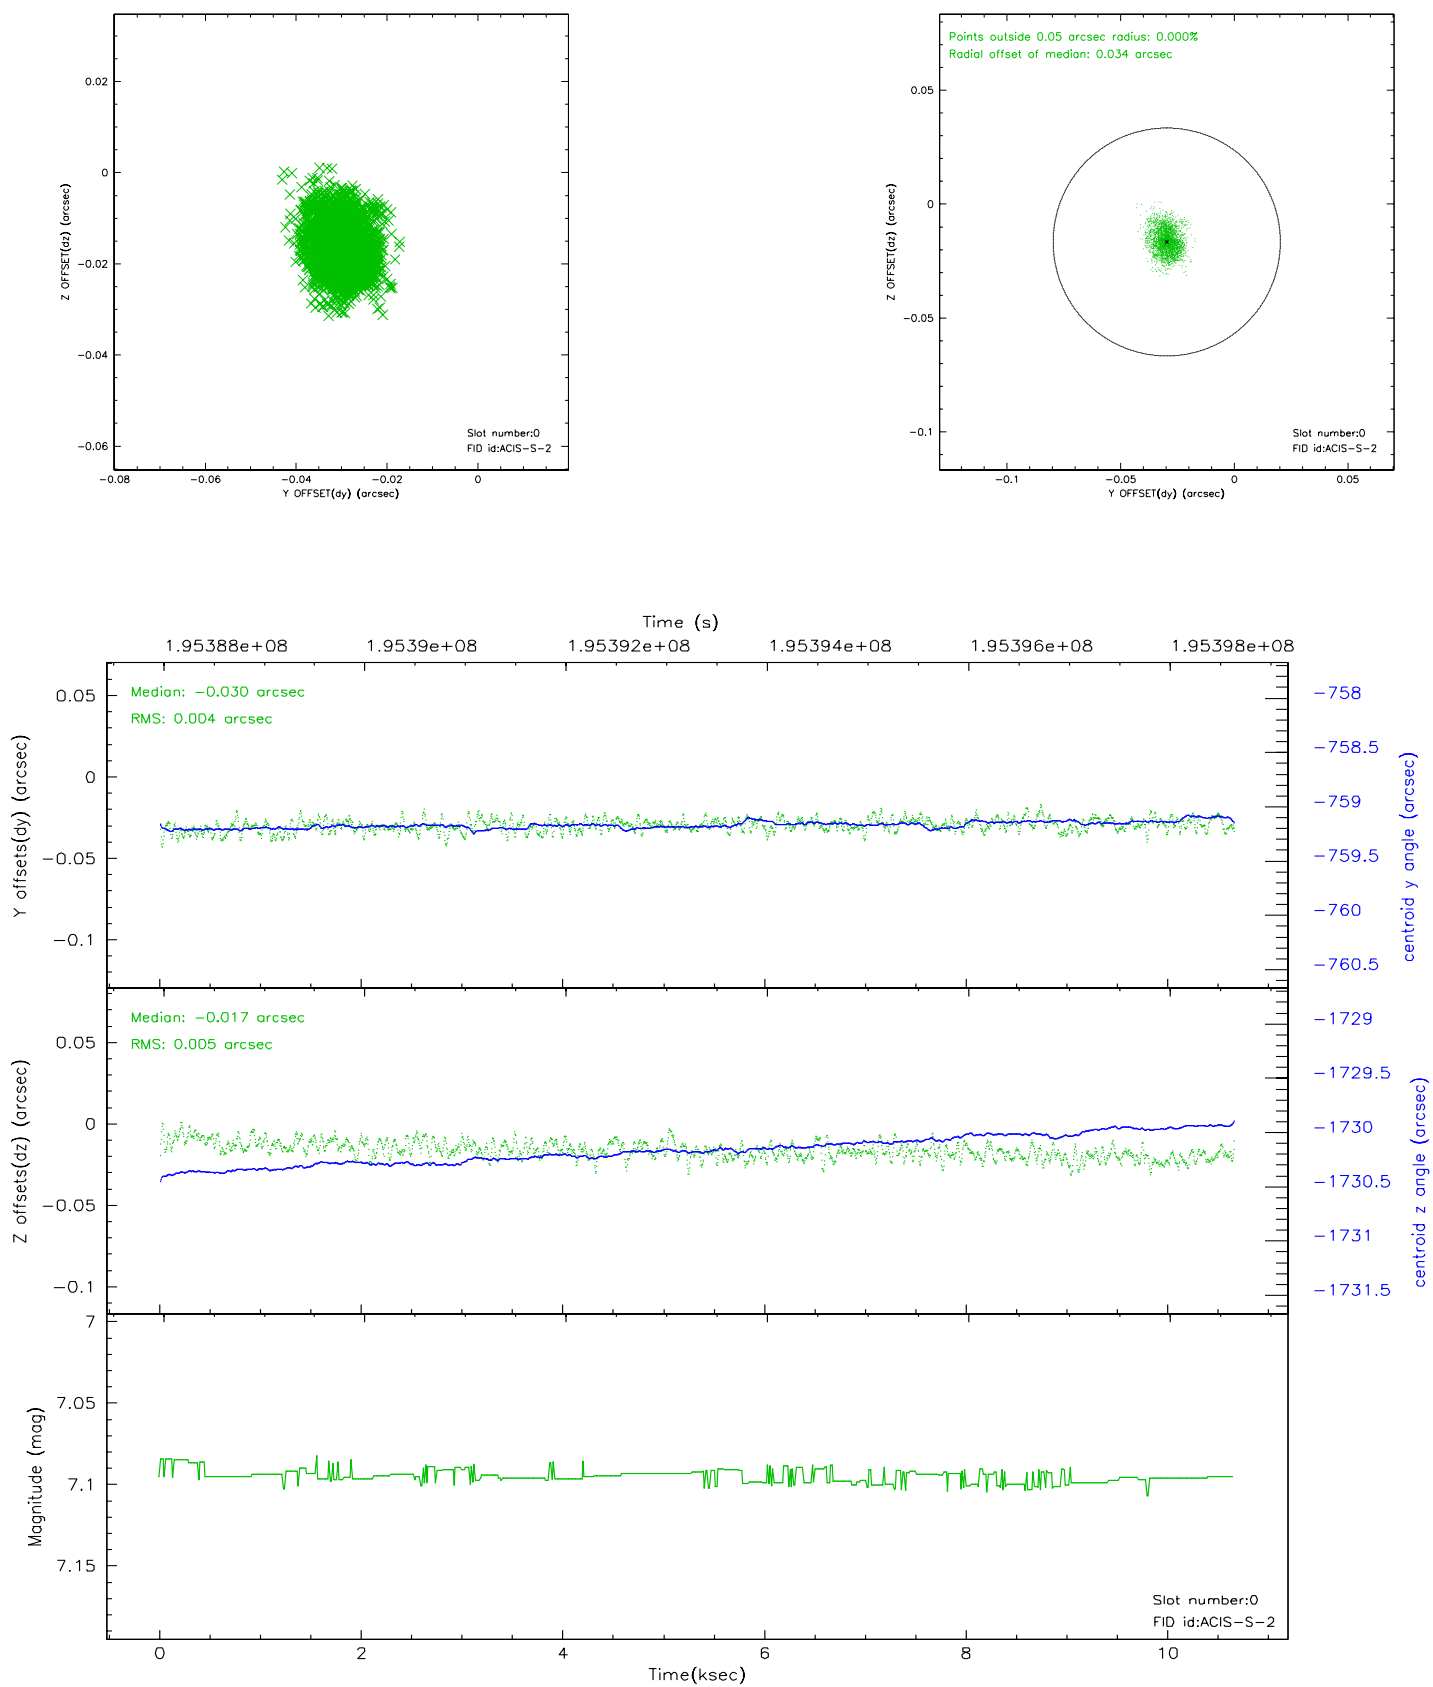 0.02
0
-0.02
-0.04
-0.06
Z OFFSET(dz) (arcsec)
Slot number:0
FID id:ACIS-S-2
-0.08 -0.06 -0.04 -0.02 0
Y OFFSET(dy) (arcsec)
Points outside 0.05 arcsec radius: 0.000%
Radial offset of median: 0.034 arcsec
0.05
0
-0.05
-0.1
Z OFFSET(dz) (arcsec)
Slot number:0
FID id:ACIS-S-2
-0.1 -0.05 0 0.05
Y OFFSET(dy) (arcsec)
Time (s)
1.95388e+08 1.9539e+08 1.95392e+08 1.95394e+08 1.95396e+08 1.95398e+08
Median: -0.030 arcsec
RMS: 0.004 arcsec
0.05
0
-0.05
-0.1
Y offsets(dy) (arcsec)
-758
-758.5
-759
-759.5
-760
-760.5
centroid y angle (arcsec)
Median: -0.017 arcsec
RMS: 0.005 arcsec
0.05
0
-0.05
-0.1
Z offsets(dz) (arcsec)
-1729
-1729.5
-1730
-1730.5
-1731
-1731.5
centroid z angle (arcsec)
7
7.05
7.1
7.15
Magnitude (mag)
Slot number:0
FID id:ACIS-S-2
0 2 4 6 8 10
Time(ksec)